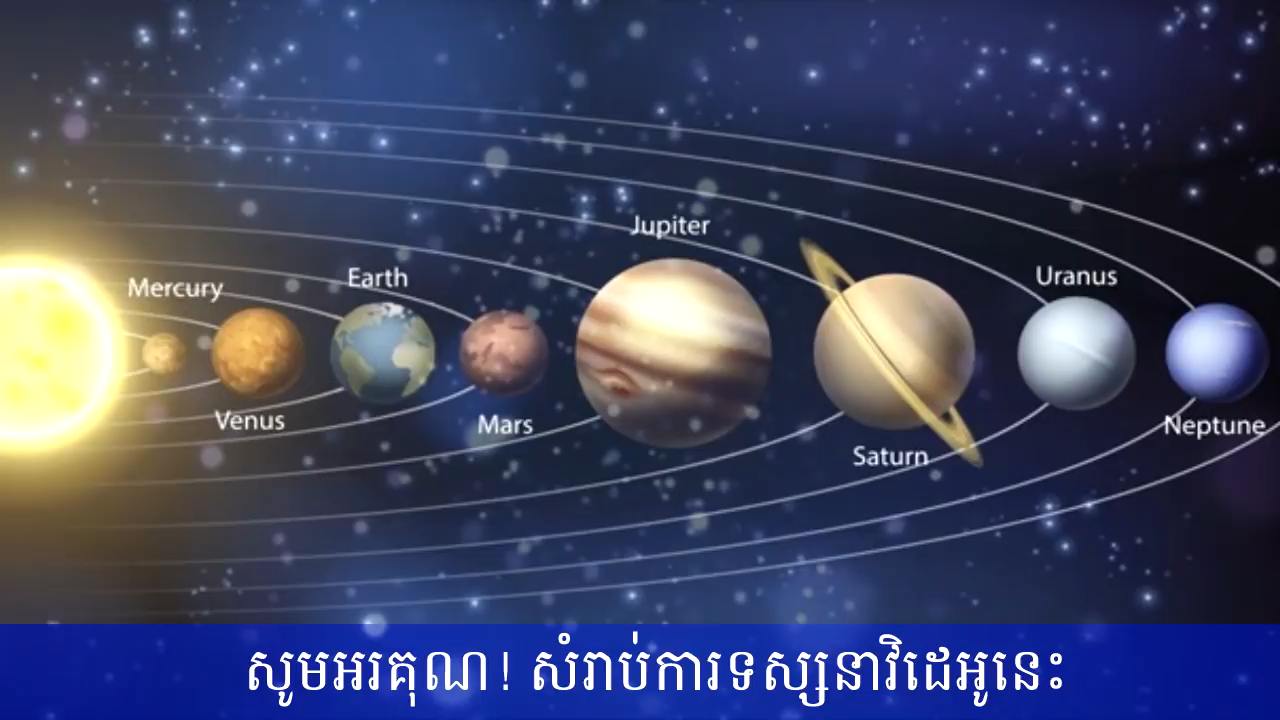 Mercury
Venus
Earth
Mars
Jupiter
Saturn
Uranus
Neptune
សូមអរគុណ! សំរាប់ការទស្សនាវិដេអូនេះ